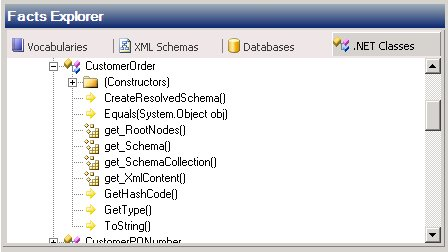 Facts Explorer
Vocabularies XML Schemas Databases .NET Classes
CustomerOrder
(Constructors)
CreateResolvedSchema()
Equals(System.Object obj)
get_RootNodes()
get_Schema()
get_SchemaCollection()
get_XmlContent()
GetHashCode()
GetType()
ToString()
CustomerPONumber